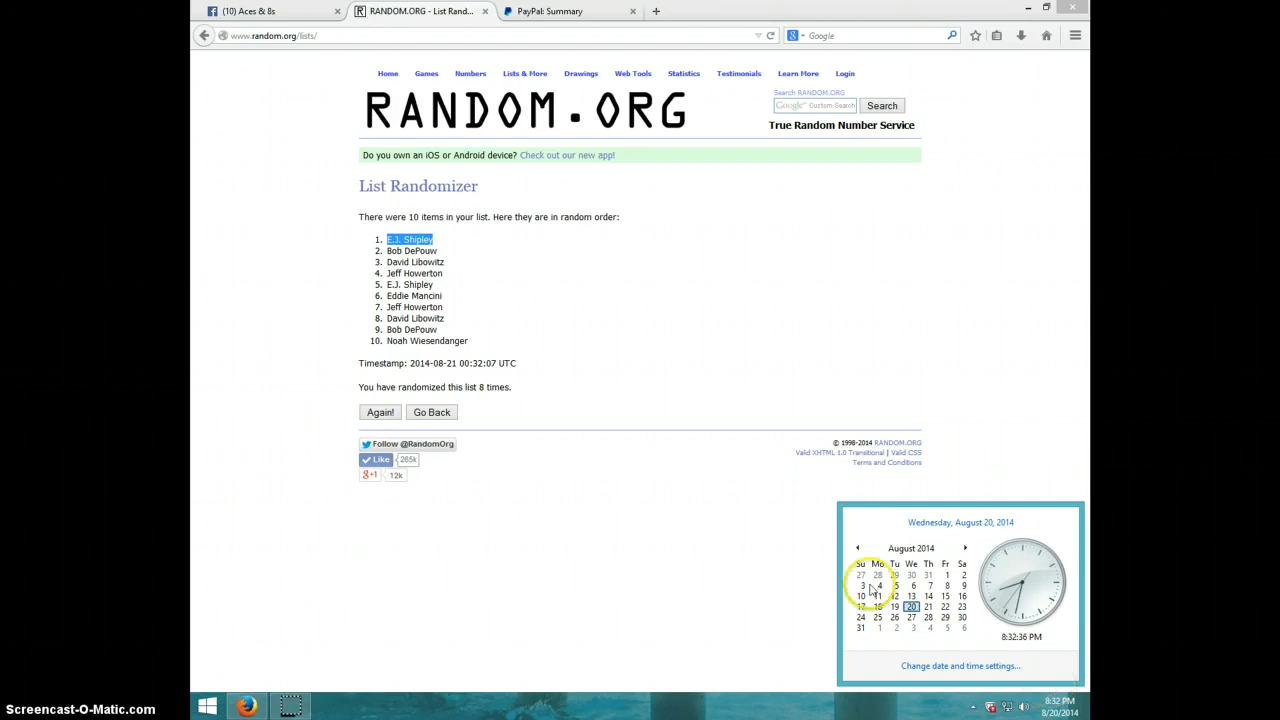 (10) Aces & 8s
RANDOM.ORG - List Rand...
PayPal: Summary
www.random.org/lists/
Google
Home Games Numbers Lists & More Drawings Web Tools Statistics Testimonials Learn More Login
RANDOM.ORG
Search RANDOM.ORG
Google™ Custom Search Search
True Random Number Service
Do you own an iOS or Android device? Check out our new app!
List Randomizer
There were 10 items in your list. Here they are in random order:
1. E.J. Shipley
2. Bob DePouw
3. David Libowitz
4. Jeff Howerton
5. E.J. Shipley
6. Eddie Mancini
7. Jeff Howerton
8. David Libowitz
9. Bob DePouw
10. Noah Wiesendanger
Timestamp: 2014-08-21 00:32:07 UTC
You have randomized this list 8 times.
Again! Go Back
Follow @RandomOrg
Like 265k
+1 12k
© 1998-2014 RANDOM.ORG
Valid XHTML 1.0 Transitional | Valid CSS
Terms and Conditions
Wednesday, August 20, 2014
August 2014
Su Mo Tu We Th Fr Sa
27 28 29 30 31 1 2
3 4 5 6 7 8 9
10 11 12 13 14 15 16
17 18 19 20 21 22 23
24 25 26 27 28 29 30
31 1 2 3 4 5 6
8:32:36 PM
Change date and time settings...
8:32 PM
8/20/2014
Screencast-O-Matic.com